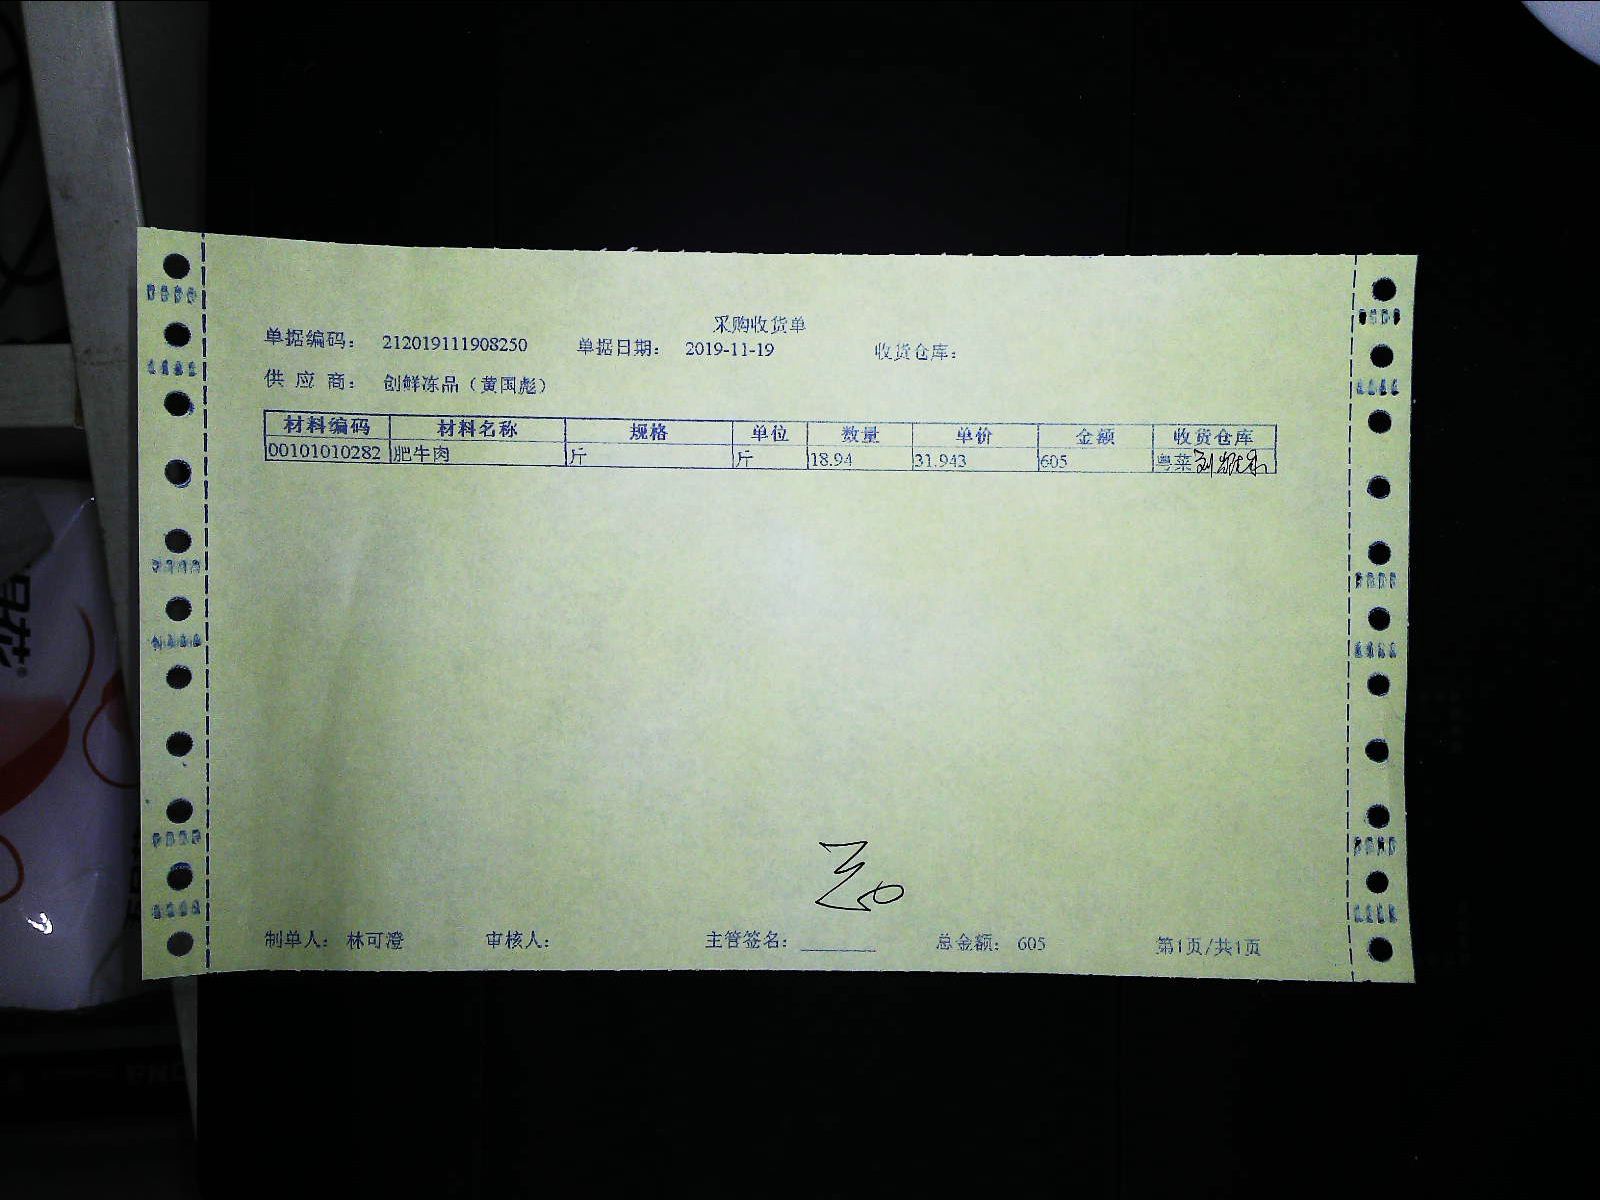 采购收货单
单据编码： 212019111908250 单据日期： 2019-11-19 收货仓库：
供 应 商： 创鲜冻品（黄国彪）
材料编码 材料名称 规格 单位 数量 单价 金额 收货仓库
00101010282 肥牛肉 斤 斤 18.94 31.943 605 粤菜
制单人： 林可澄 审核人： 主管签名： 总金额： 605 第1页/共1页